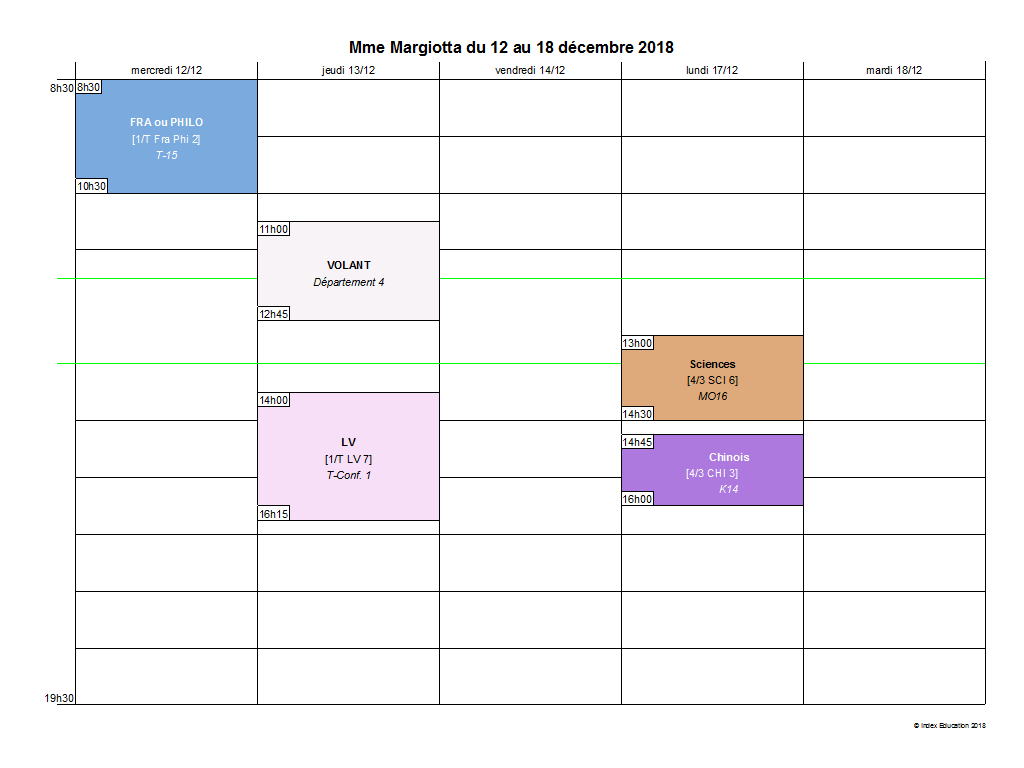 Mme Margiotta du 12 au 18 décembre 2018
mercredi 12/12
jeudi 13/12
vendredi 14/12
lundi 17/12
mardi 18/12
8h30
8h30
FRA ou PHILO
[1/T Fra Phi 2]
T-15
10h30
11h00
VOLANT
Département 4
12h45
14h00
LV
[1/T LV 7]
T-Conf. 1
16h15
13h00
Sciences
[4/3 SCI 6]
MO16
14h30
14h45
Chinois
[4/3 CHI 3]
K14
16h00
19h30
© Index Education 2018